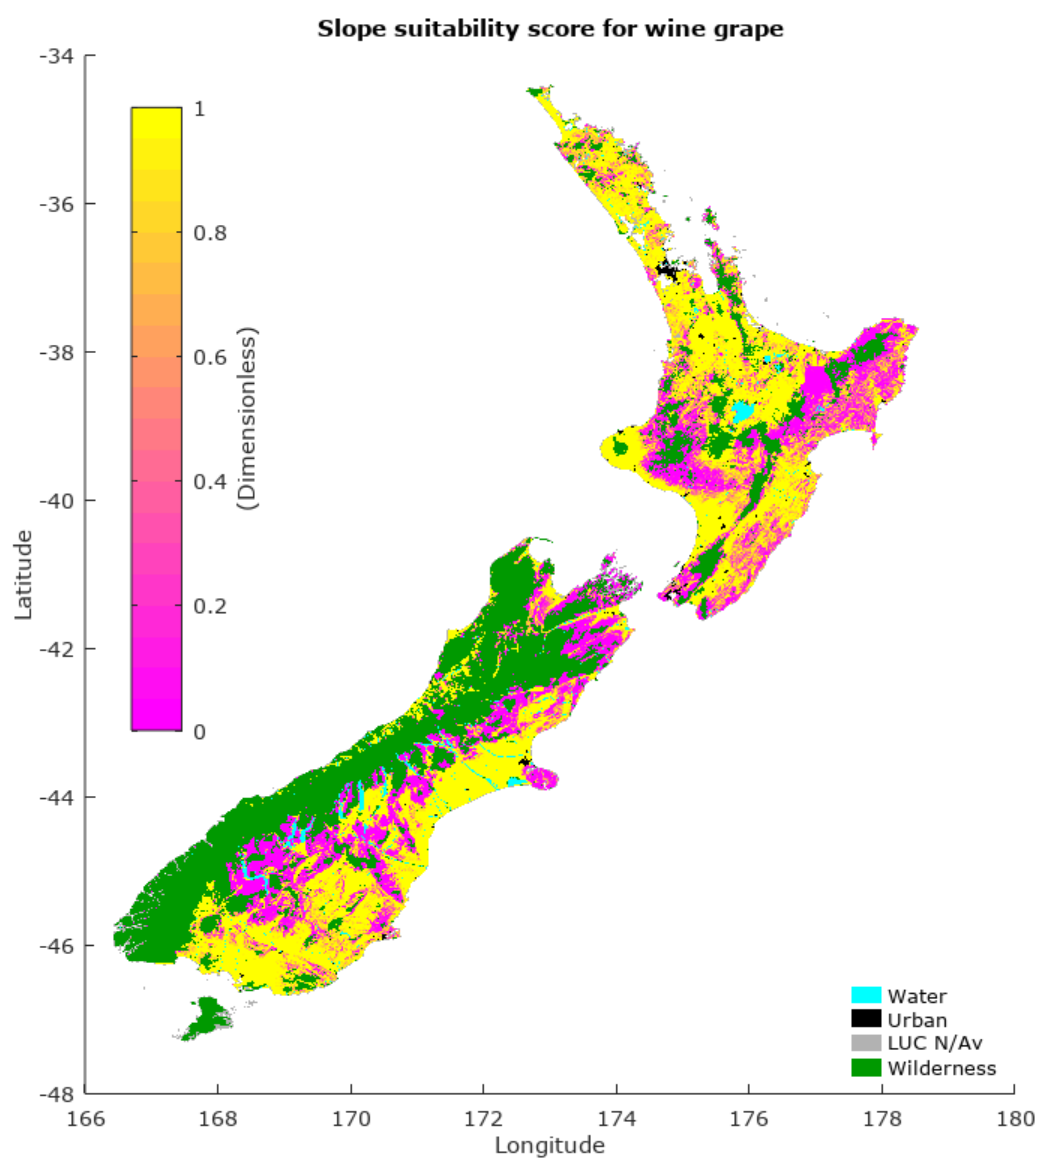 Slope suitability score for wine grape
-34
-36
-38
-40
-42
-44
-46
-48
Latitude
1
0.8
0.6
0.4
0.2
0
(Dimensionless)
Water
Urban
LUC N/Av
Wilderness
166
168
170
172
174
176
178
180
Longitude